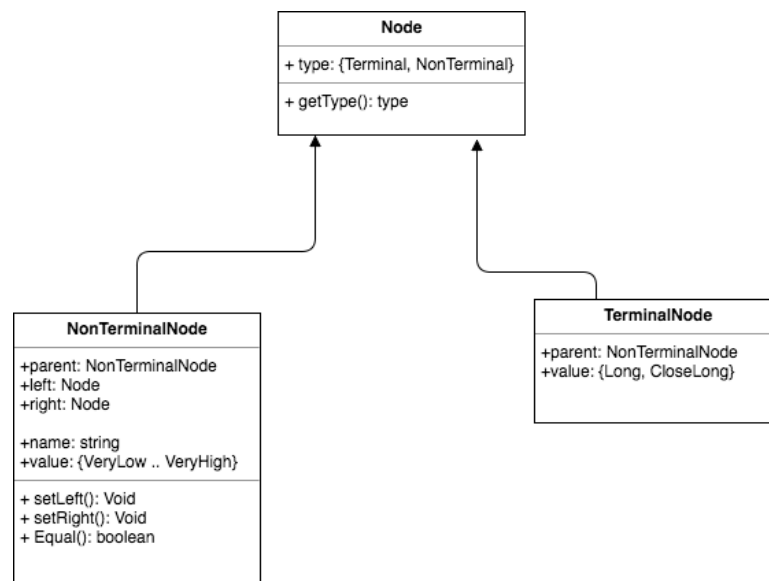 Node
+ type: {Terminal, NonTerminal}
+ getType(): type
NonTerminalNode
+parent: NonTerminalNode
+left: Node
+right: Node
+name: string
+value: {VeryLow .. VeryHigh}
+ setLeft(): Void
+ setRight(): Void
+ Equal(): boolean
TerminalNode
+parent: NonTerminalNode
+value: {Long, CloseLong}